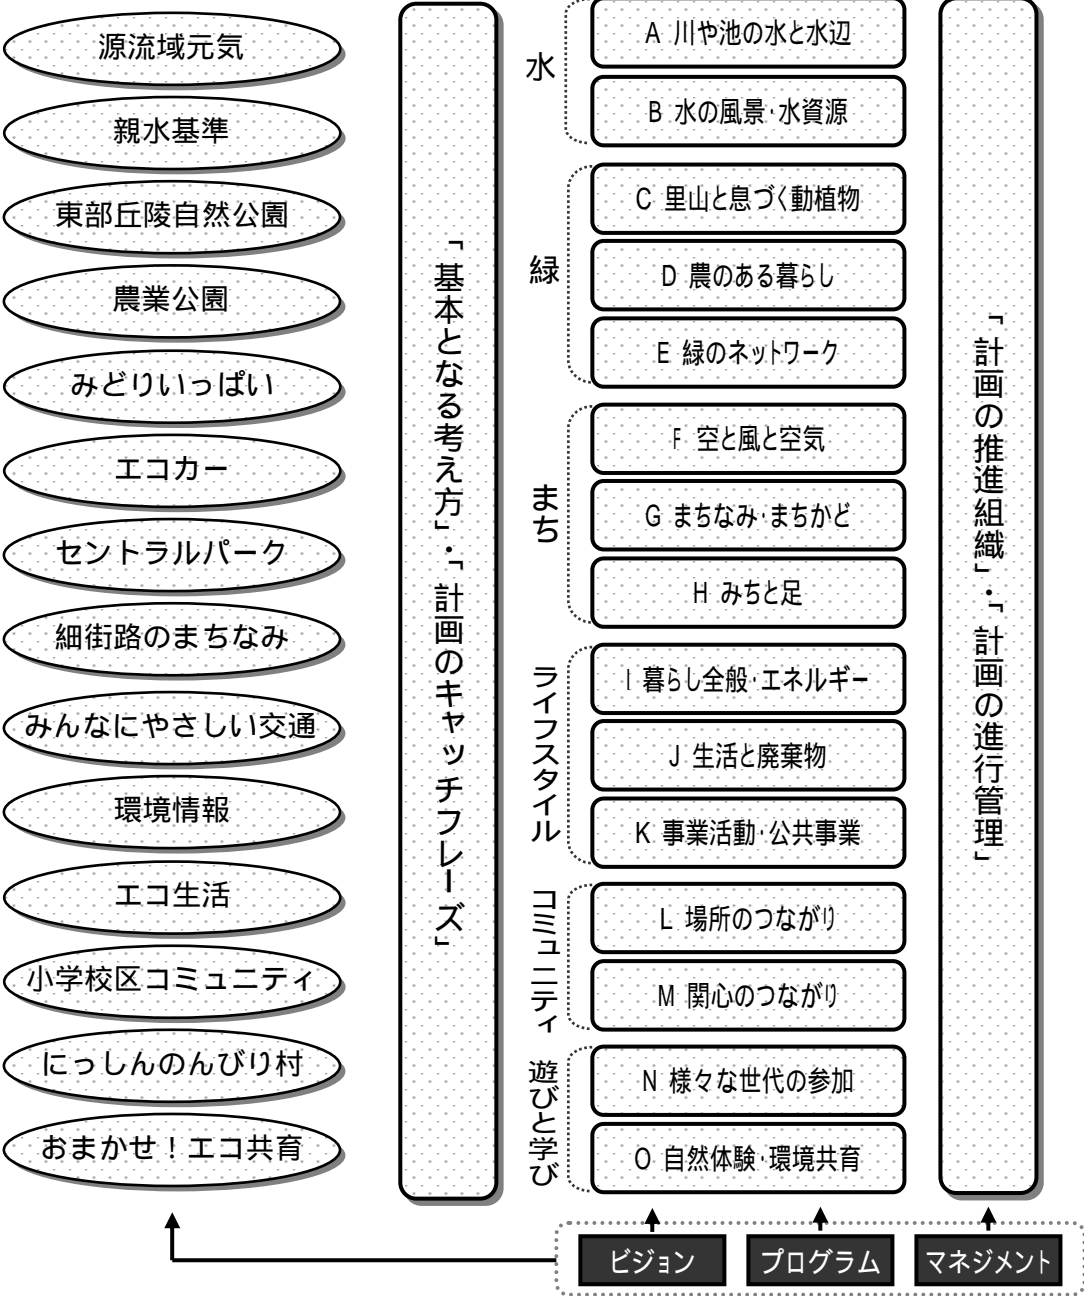 源流域元気
親水基準
東部丘陵自然公園
農業公園
みどりいっぱい
エコカー
セントラルパーク
細街路のまちなみ
みんなにやさしい交通
環境情報
エコ生活
小学校区コミュニティ
にっしんのんびり村
おまかせ！エコ共育
「基本となる考え方」・「計画のキャッチフレーズ」
水
A 川や池の水と水辺
B 水の風景・水資源
緑
C 里山と息づく動植物
D 農のある暮らし
E 緑のネットワーク
まち
F 空と風と空気
G まちなみ・まちかど
H みちと足
ライフスタイル
I 暮らし全般・エネルギー
J 生活と廃棄物
K 事業活動・公共事業
コミュニティ
L 場所のつながり
M 関心のつながり
遊びと学び
N 様々な世代の参加
O 自然体験・環境共育
「計画の推進組織」・「計画の進行管理」
ビジョン
プログラム
マネジメント